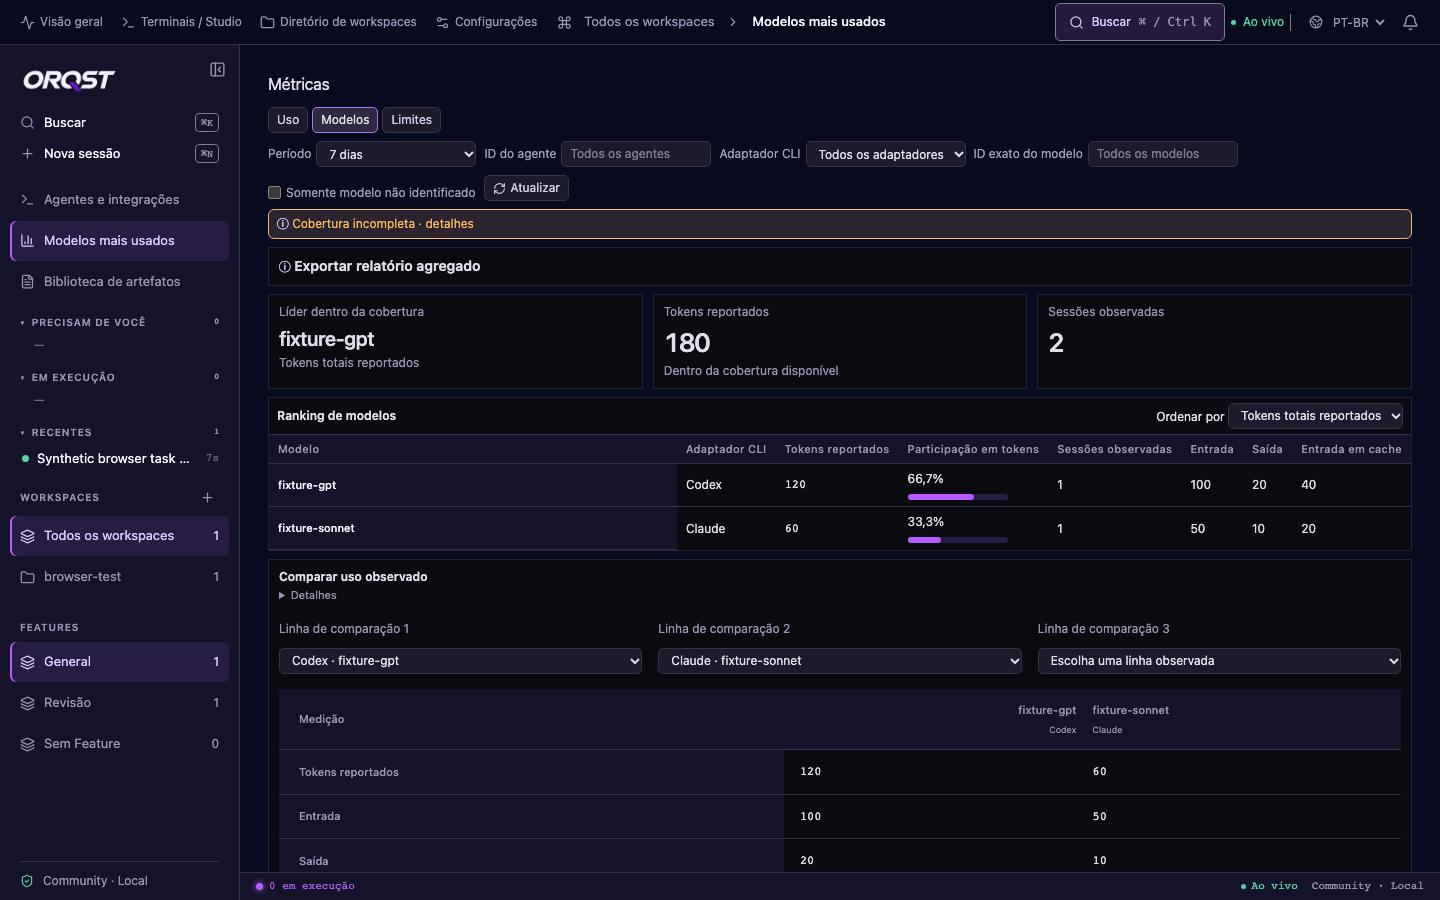 Visão geral
Terminais / Studio
Diretório de workspaces
Configurações
Todos os workspaces
Modelos mais usados
Buscar ⌘ / Ctrl K
Ao vivo
PT-BR
ORQST
Buscar ⌘K
Nova sessão ⌘N
Agentes e integrações
Modelos mais usados
Biblioteca de artefatos
PRECISAM DE VOCÊ 0
—
EM EXECUÇÃO 0
—
RECENTES 1
Synthetic browser task ... 7s
WORKSPACES +
Todos os workspaces 1
browser-test 1
FEATURES
General 1
Revisão 1
Sem Feature 0
Community · Local
Métricas
Uso Modelos Limites
Período 7 dias ID do agente Todos os agentes Adaptador CLI Todos os adaptadores ID exato do modelo Todos os modelos
Somente modelo não identificado Atualizar
Cobertura incompleta · detalhes
Exportar relatório agregado
Líder dentro da cobertura
fixture-gpt
Tokens totais reportados
Tokens reportados
180
Dentro da cobertura disponível
Sessões observadas
2
Ranking de modelos
Ordenar por Tokens totais reportados
Modelo Adaptador CLI Tokens reportados Participação em tokens Sessões observadas Entrada Saída Entrada em cache
fixture-gpt Codex 120 66,7% 1 100 20 40
fixture-sonnet Claude 60 33,3% 1 50 10 20
Comparar uso observado
Detalhes
Linha de comparação 1
Codex · fixture-gpt
Linha de comparação 2
Claude · fixture-sonnet
Linha de comparação 3
Escolha uma linha observada
Medição
fixture-gpt
Codex
fixture-sonnet
Claude
Tokens reportados 120 60
Entrada 100 50
Saída 20 10
0 em execução
Ao vivo Community · Local